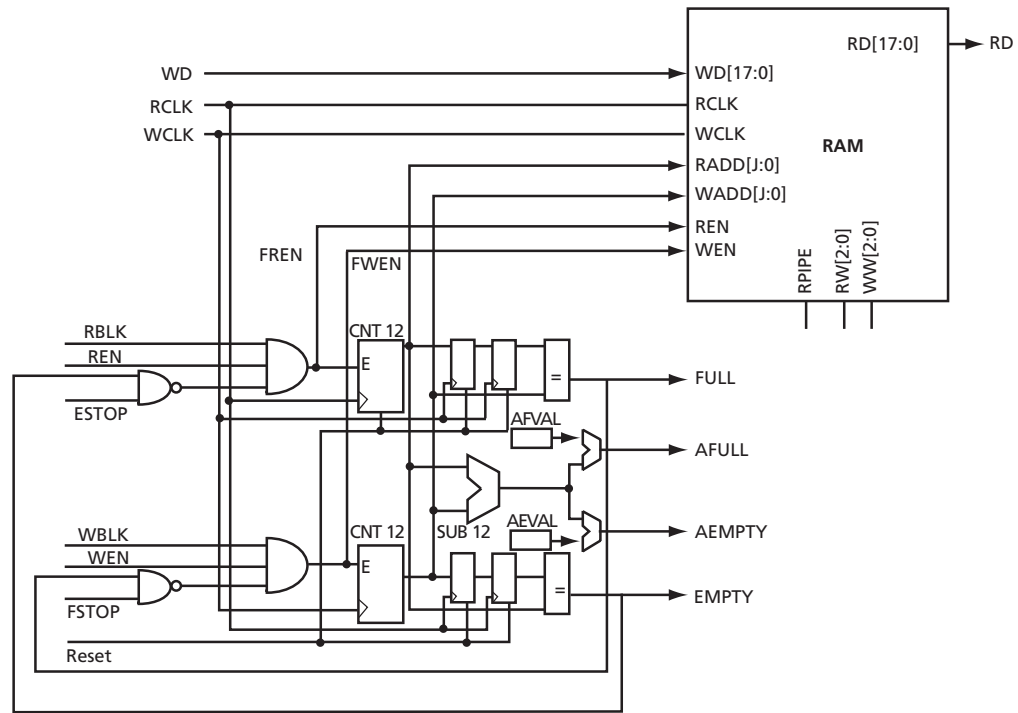 RD[17:0]
RD
WD
WD[17:0]
RCLK
RCLK
WCLK
WCLK
RAM
RADD[J:0]
WADD[J:0]
REN
FREN
FWEN
WEN
RPIPE
RW[2:0]
WW[2:0]
RBLK
CNT 12
REN
E
=
FULL
ESTOP
AFVAL
AFULL
WBLK
CNT 12
SUB 12
AEVAL
AEMPTY
WEN
E
=
EMPTY
FSTOP
Reset